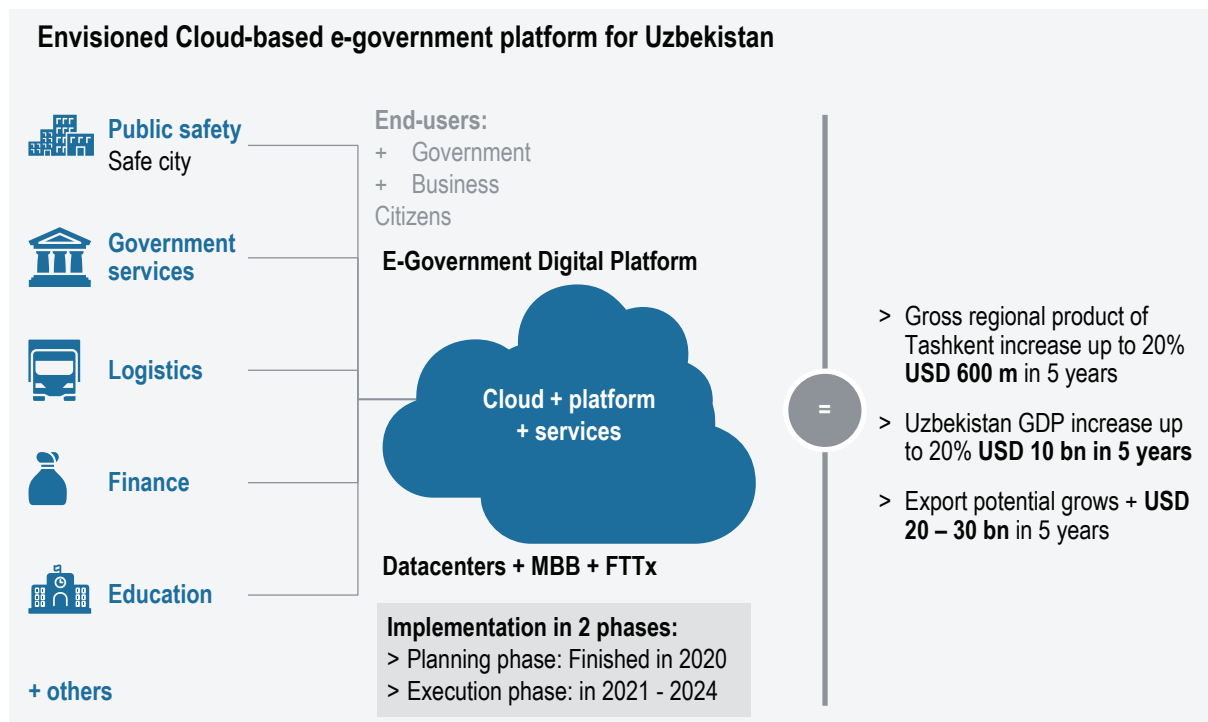 Envisioned Cloud-based e-government platform for Uzbekistan
Public safety
Safe city
Government
services
Logistics
Finance
Education
+ others
End-users:
+ Government
+ Business
Citizens
E-Government Digital Platform
Cloud + platform
+ services
Datacenters + MBB + FTTx
Implementation in 2 phases:
> Planning phase: Finished in 2020
> Execution phase: in 2021 - 2024
=
> Gross regional product of
Tashkent increase up to 20%
USD 600 m in 5 years
> Uzbekistan GDP increase up
to 20% USD 10 bn in 5 years
> Export potential grows + USD
20 – 30 bn in 5 years